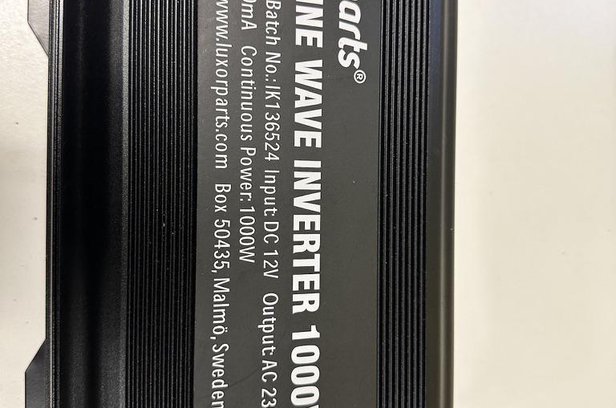 arts®
INE WAVE INVERTER 1000
Batch No.: IK136524 Input: DC 12V Output: AC 23
0mA Continuous Power: 1000W
www.luxorparts.com Box 50435, Malmö, Sweden